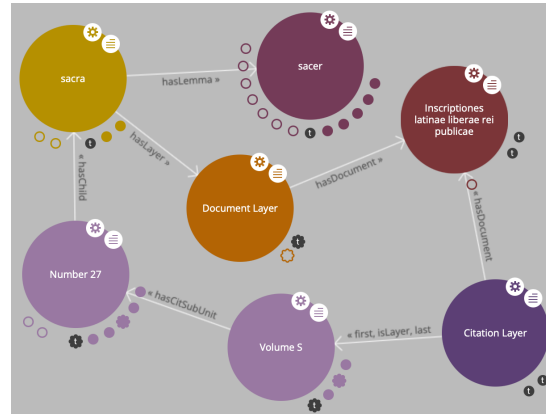 sacra
hasLemma »
sacer
Inscriptiones
latinae liberae rei
publicae
t
t
t
t
« hasChild
hasLayer »
Document Layer
hasDocument »
t
« hasDocument
Number 27
« hasCitSubUnit
t
Volume S
« first, isLayer, last
Citation Layer
t
t
t